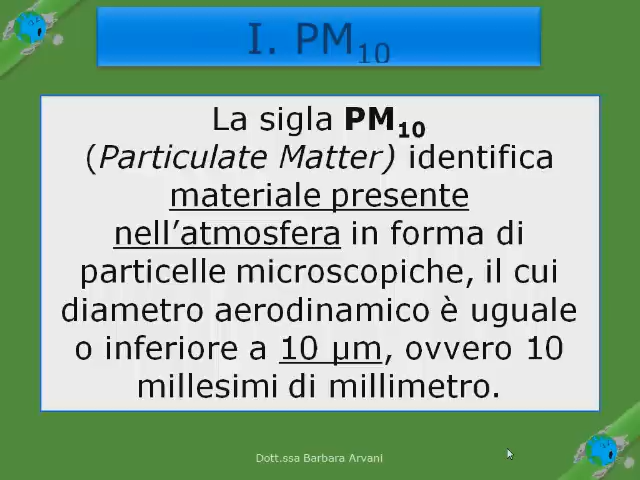 I. PM10
La sigla PM10
(Particulate Matter) identifica
materiale presente
nell’atmosfera in forma di
particelle microscopiche, il cui
diametro aerodinamico è uguale
o inferiore a 10 µm, ovvero 10
millesimi di millimetro.
Dott.ssa Barbara Arvani